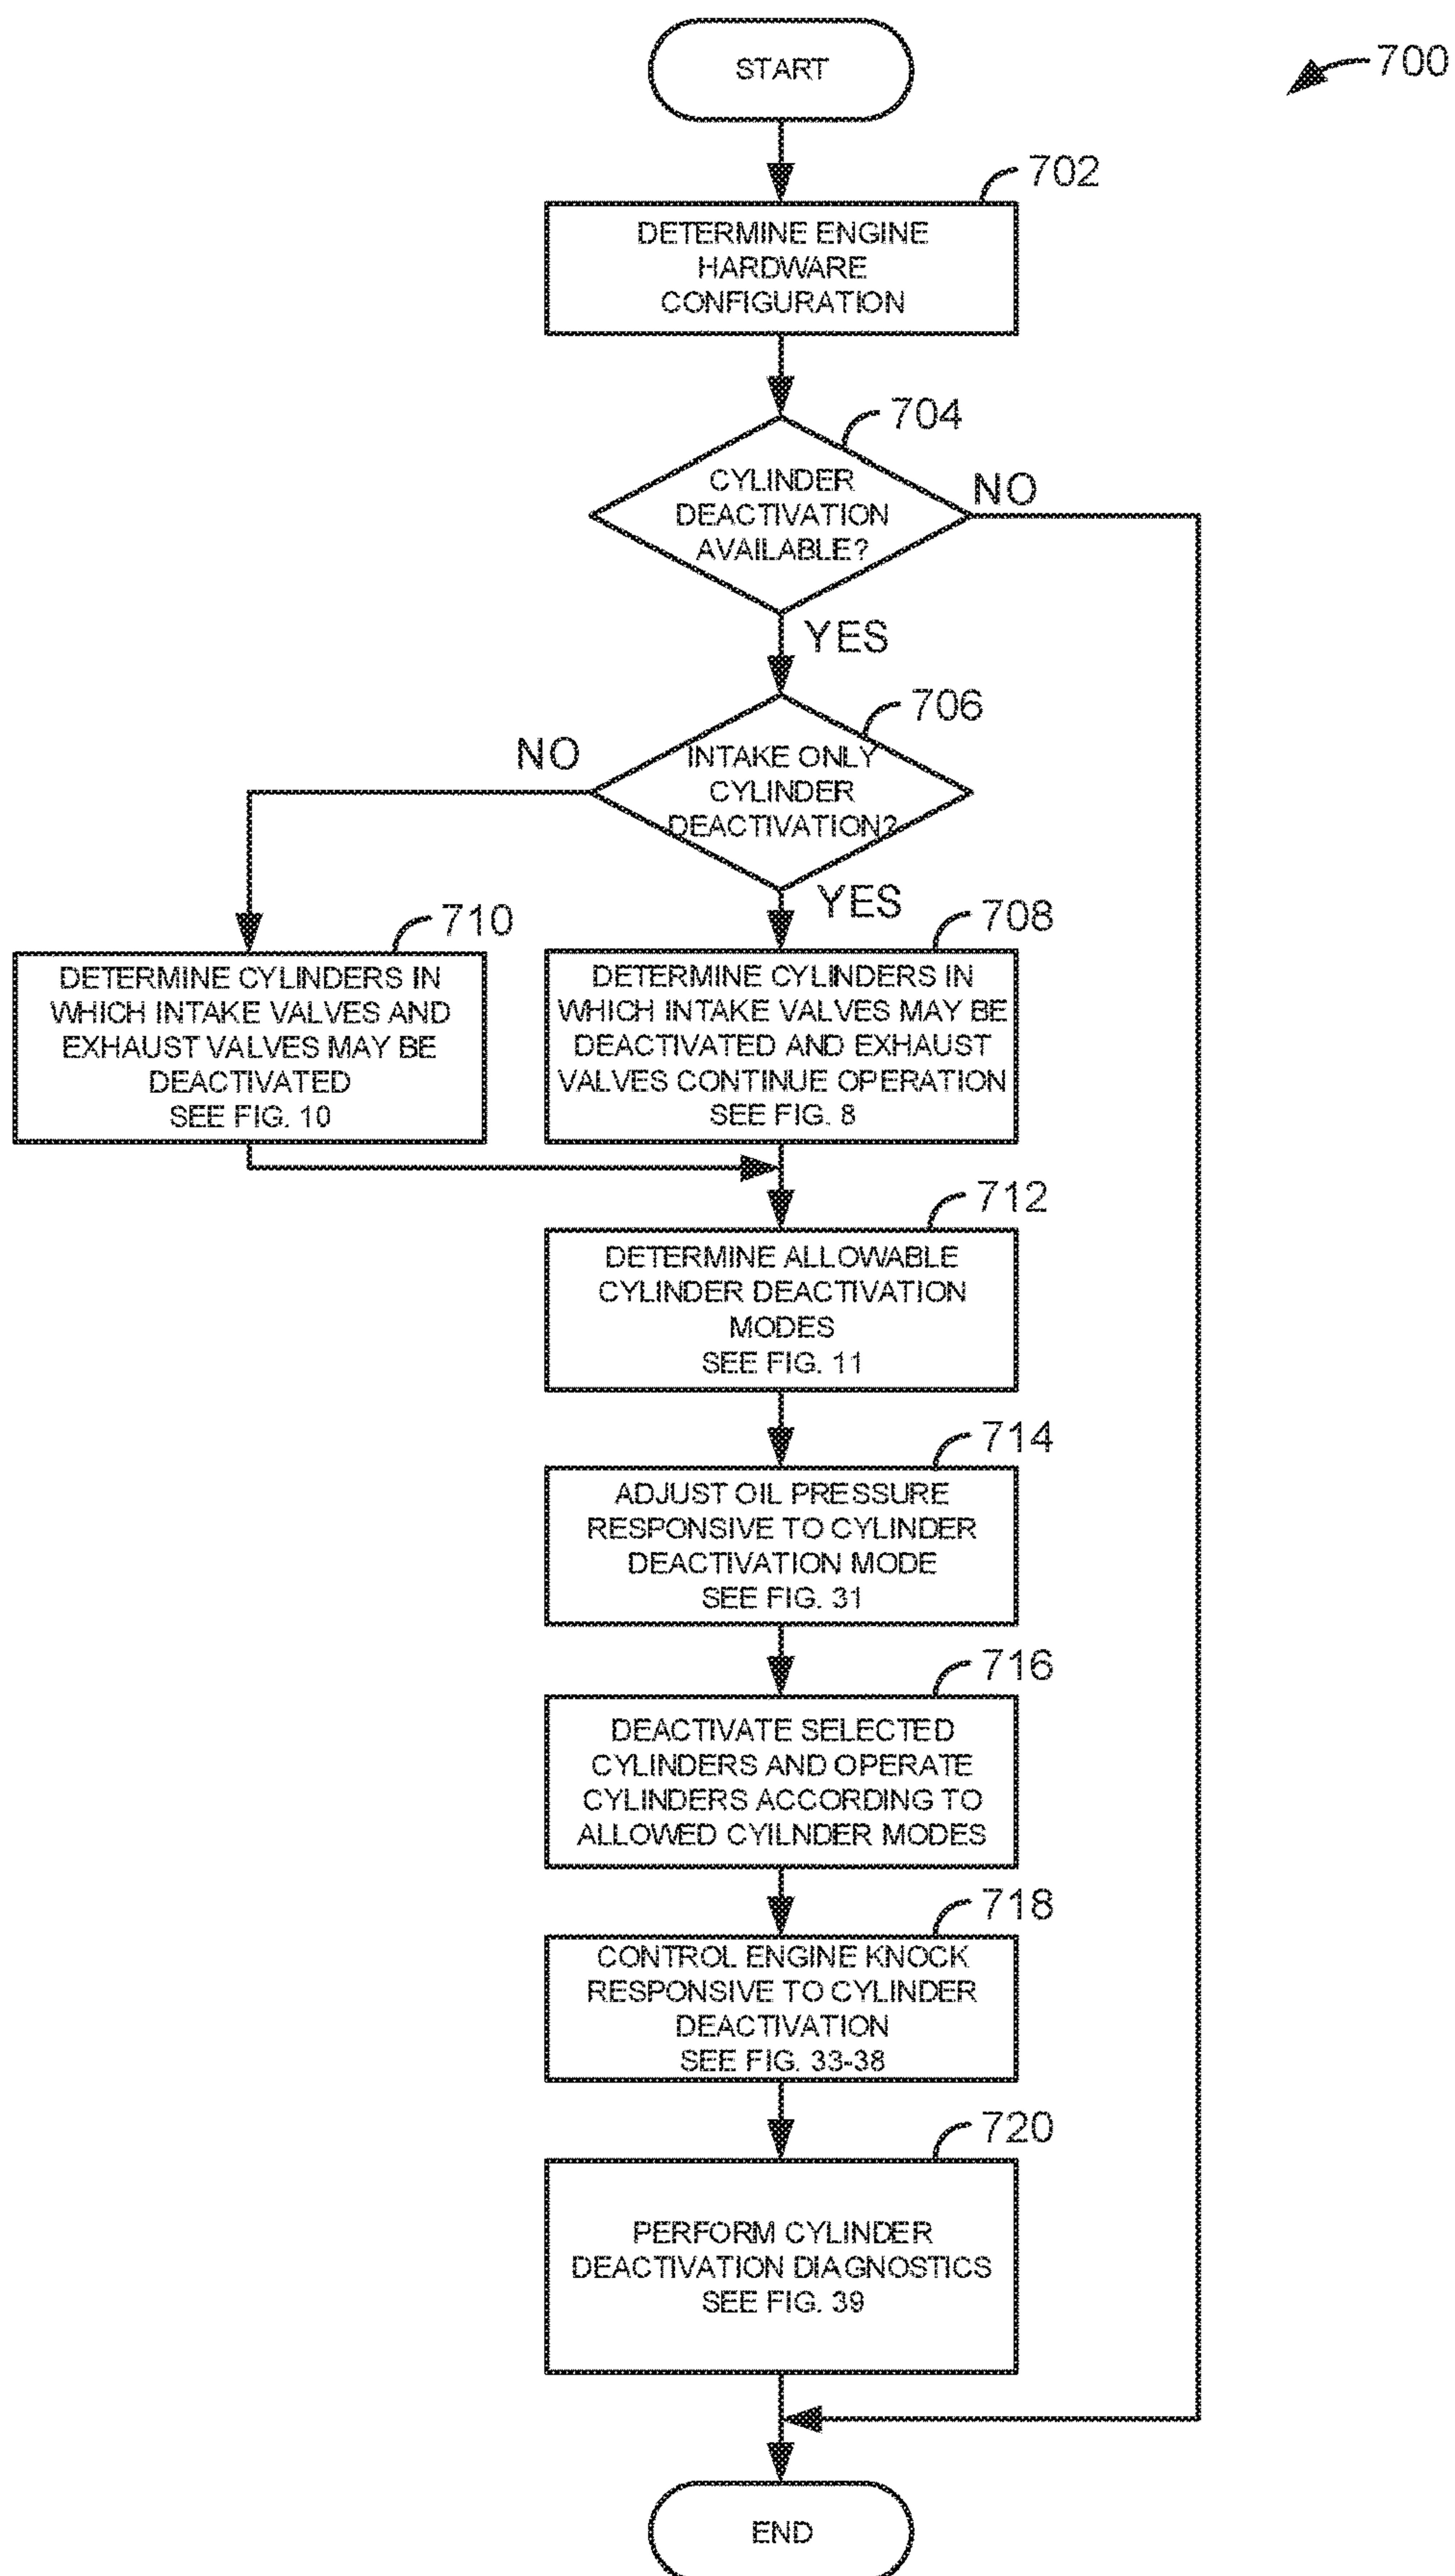 START
700
702
DETERMINE ENGINE
HARDWARE
CONFIGURATION
704
CYLINDER
DEACTIVATION
AVAILABLE?
NO
YES
706
INTAKE ONLY
CYLINDER
DEACTIVATION?
NO
YES
710
DETERMINE CYLINDERS IN
WHICH INTAKE VALVES AND
EXHAUST VALVES MAY BE
DEACTIVATED
SEE FIG. 10
708
DETERMINE CYLINDERS IN
WHICH INTAKE VALVES MAY BE
DEACTIVATED AND EXHAUST
VALVES CONTINUE OPERATION
SEE FIG. 8
712
DETERMINE ALLOWABLE
CYLINDER DEACTIVATION
MODES
SEE FIG. 11
714
ADJUST OIL PRESSURE
RESPONSIVE TO CYLINDER
DEACTIVATION MODE
SEE FIG. 31
716
DEACTIVATE SELECTED
CYLINDERS AND OPERATE
CYLINDERS ACCORDING TO
ALLOWED CYILNDER MODES
718
CONTROL ENGINE KNOCK
RESPONSIVE TO CYLINDER
DEACTIVATION
SEE FIG. 33-38
720
PERFORM CYLINDER
DEACTIVATION DIAGNOSTICS
SEE FIG. 39
END